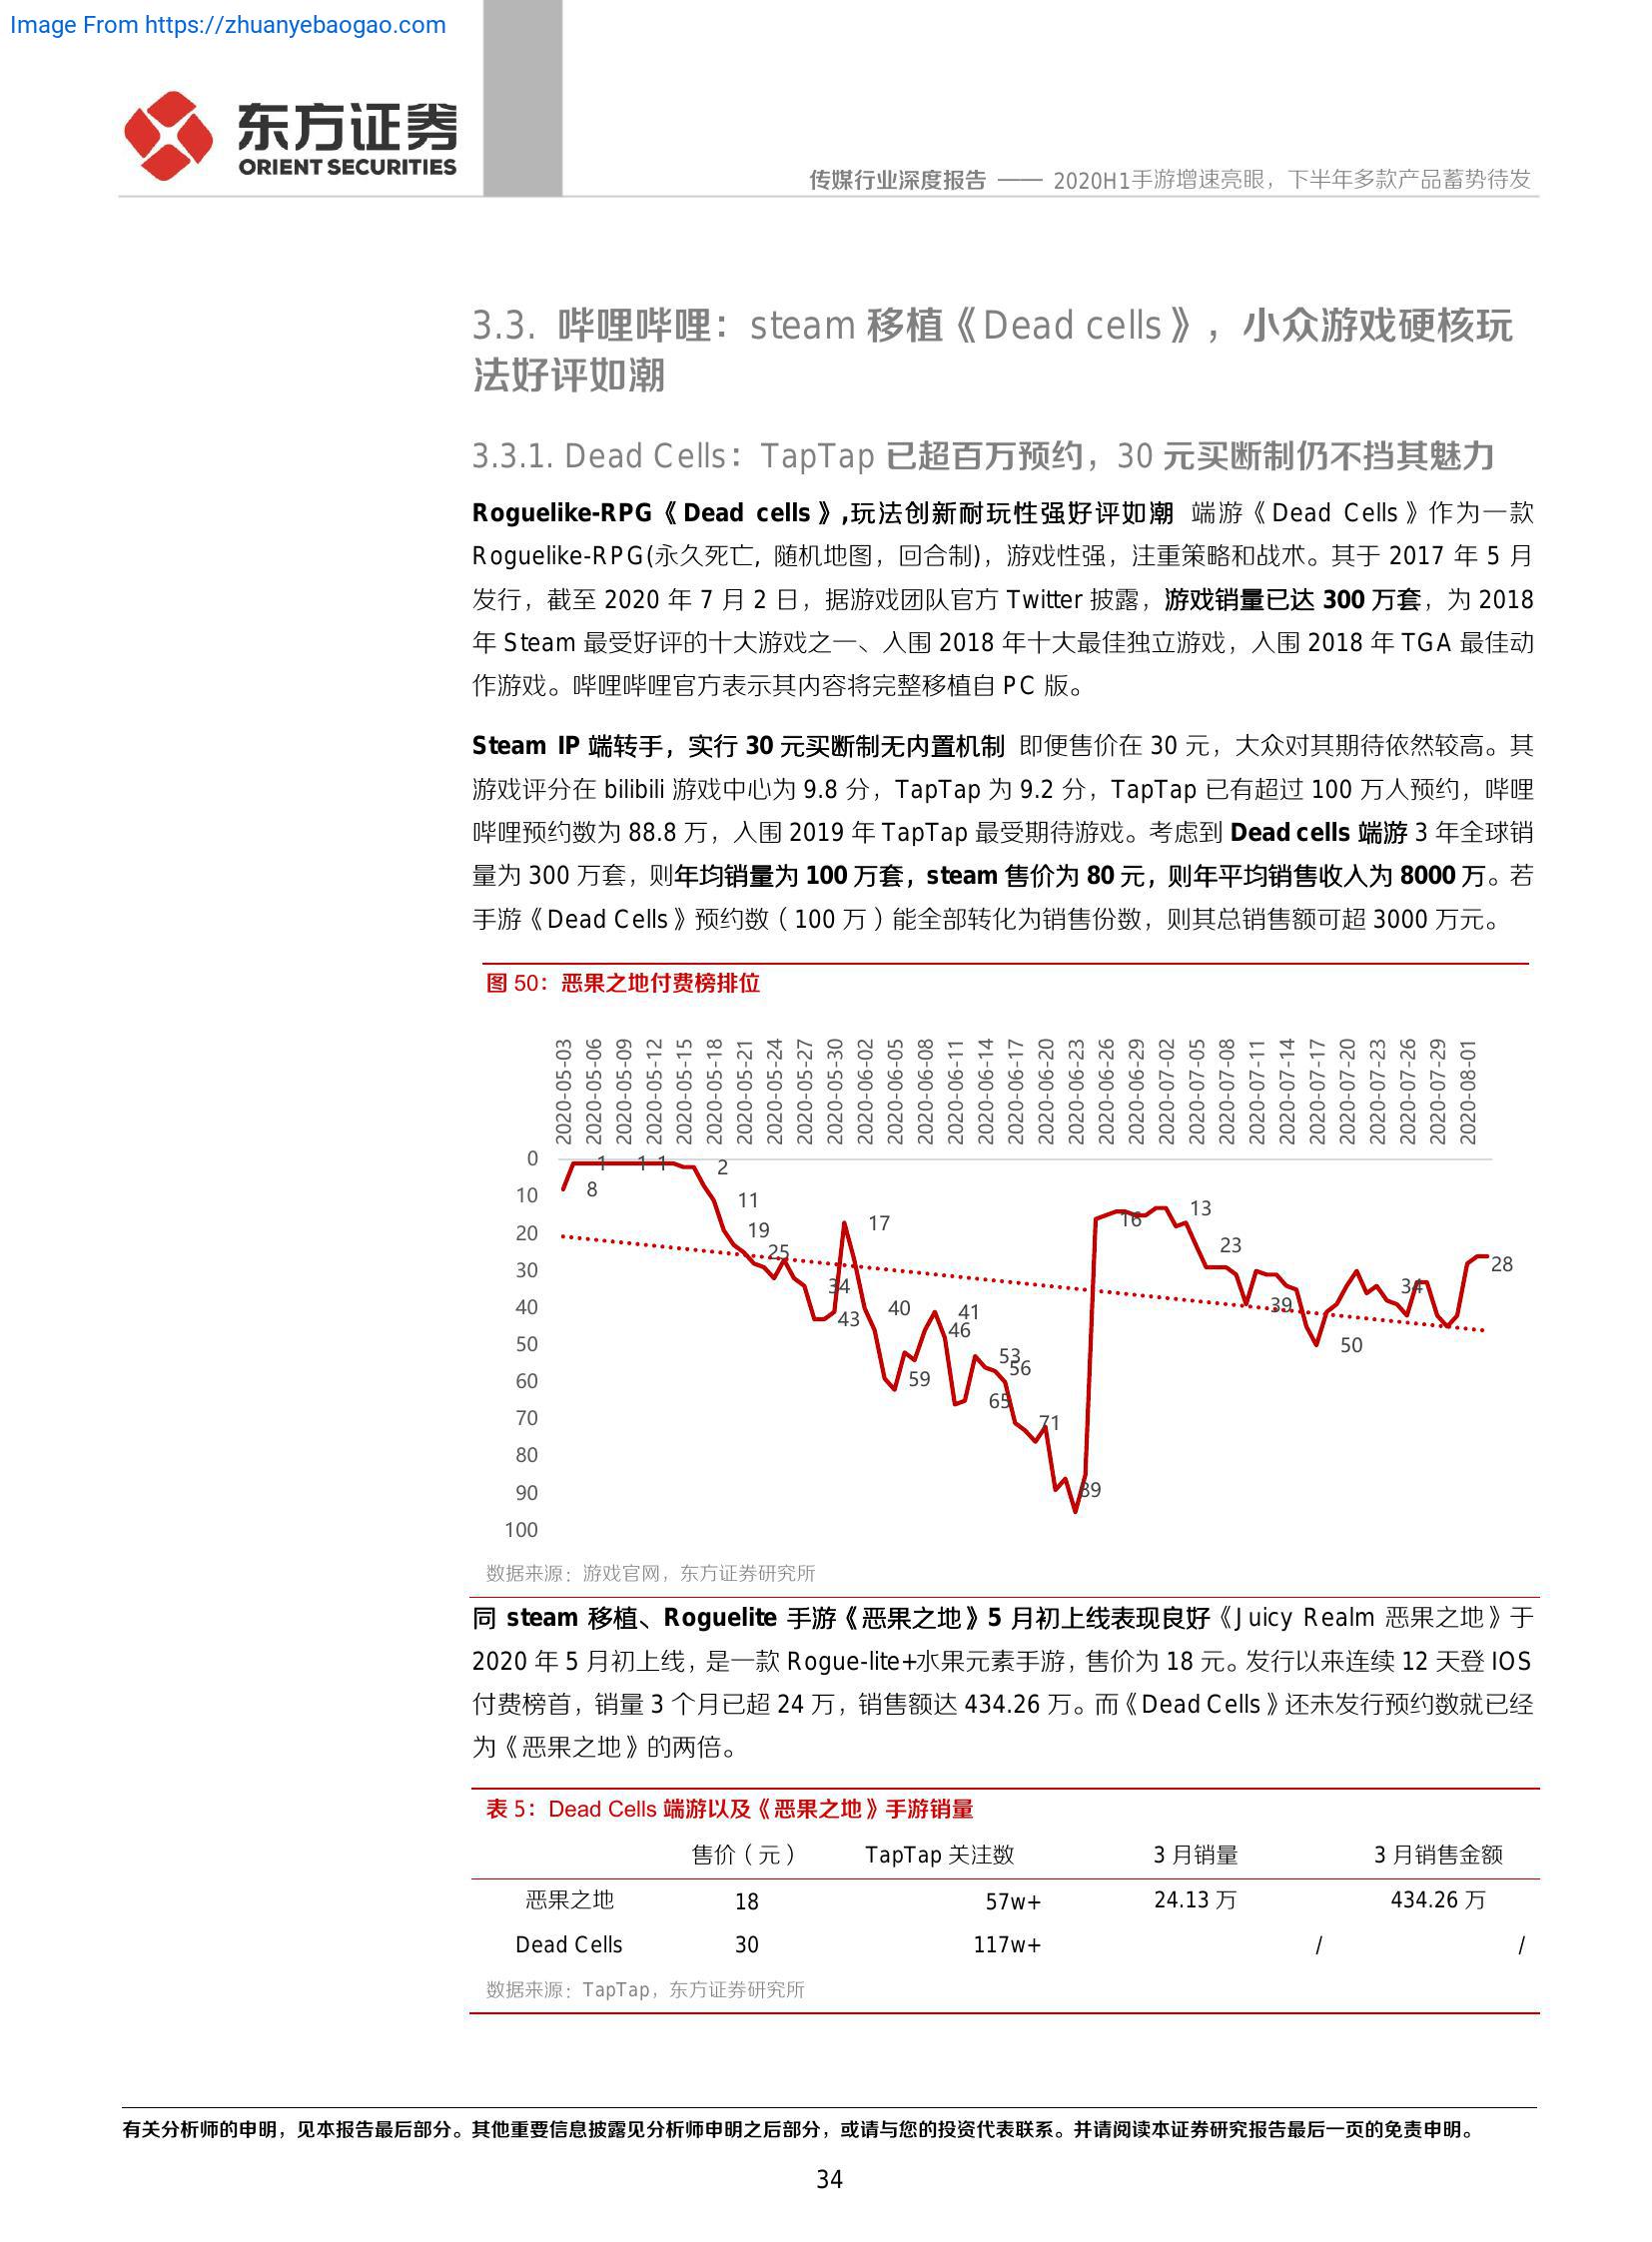 Image From https://zhuanyebaogao.com
东方证券
ORIENT SECURITIES
传媒行业深度报告 —— 2020H1手游增速亮眼，下半年多款产品蓄势待发
3.3. 哔哩哔哩：steam 移植《Dead cells》，小众游戏硬核玩
法好评如潮
3.3.1. Dead Cells：TapTap 已超百万预约，30 元买断制仍不挡其魅力
Roguelike-RPG《Dead cells》,玩法创新耐玩性强好评如潮 端游《Dead Cells》作为一款
Roguelike-RPG(永久死亡, 随机地图，回合制)，游戏性强，注重策略和战术。其于 2017 年 5 月
发行，截至 2020 年 7 月 2 日，据游戏团队官方 Twitter 披露，游戏销量已达 300 万套，为 2018
年 Steam 最受好评的十大游戏之一、入围 2018 年十大最佳独立游戏，入围 2018 年 TGA 最佳动
作游戏。哔哩哔哩官方表示其内容将完整移植自 PC 版。
Steam IP 端转手，实行 30 元买断制无内置机制 即便售价在 30 元，大众对其期待依然较高。其
游戏评分在 bilibili 游戏中心为 9.8 分，TapTap 为 9.2 分，TapTap 已有超过 100 万人预约，哔哩
哔哩预约数为 88.8 万，入围 2019 年 TapTap 最受期待游戏。考虑到 Dead cells 端游 3 年全球销
量为 300 万套，则年均销量为 100 万套，steam 售价为 80 元，则年平均销售收入为 8000 万。若
手游《Dead Cells》预约数（100 万）能全部转化为销售份数，则其总销售额可超 3000 万元。
图 50：恶果之地付费榜排位
2020-05-03
2020-05-06
2020-05-09
2020-05-12
2020-05-15
2020-05-18
2020-05-21
2020-05-24
2020-05-27
2020-05-30
2020-06-02
2020-06-05
2020-06-08
2020-06-11
2020-06-14
2020-06-17
2020-06-20
2020-06-23
2020-06-26
2020-06-29
2020-07-02
2020-07-05
2020-07-08
2020-07-11
2020-07-14
2020-07-17
2020-07-20
2020-07-23
2020-07-26
2020-07-29
2020-08-01
0
10
20
30
40
50
60
70
80
90
100
8
1
1
1
2
11
19
25
34
43
17
40
59
41
46
65
53
56
71
89
16
13
23
39
50
34
28
数据来源：游戏官网，东方证券研究所
同 steam 移植、Roguelite 手游《恶果之地》5 月初上线表现良好《Juicy Realm 恶果之地》于
2020 年 5 月初上线，是一款 Rogue-lite+水果元素手游，售价为 18 元。发行以来连续 12 天登 IOS
付费榜首，销量 3 个月已超 24 万，销售额达 434.26 万。而《Dead Cells》还未发行预约数就已经
为《恶果之地》的两倍。
表 5：Dead Cells 端游以及《恶果之地》手游销量
售价（元） TapTap 关注数 3 月销量 3 月销售金额
恶果之地 18 57w+ 24.13 万 434.26 万
Dead Cells 30 117w+ / /
数据来源：TapTap，东方证券研究所
有关分析师的申明，见本报告最后部分。其他重要信息披露见分析师申明之后部分，或请与您的投资代表联系。并请阅读本证券研究报告最后一页的免责申明。
34